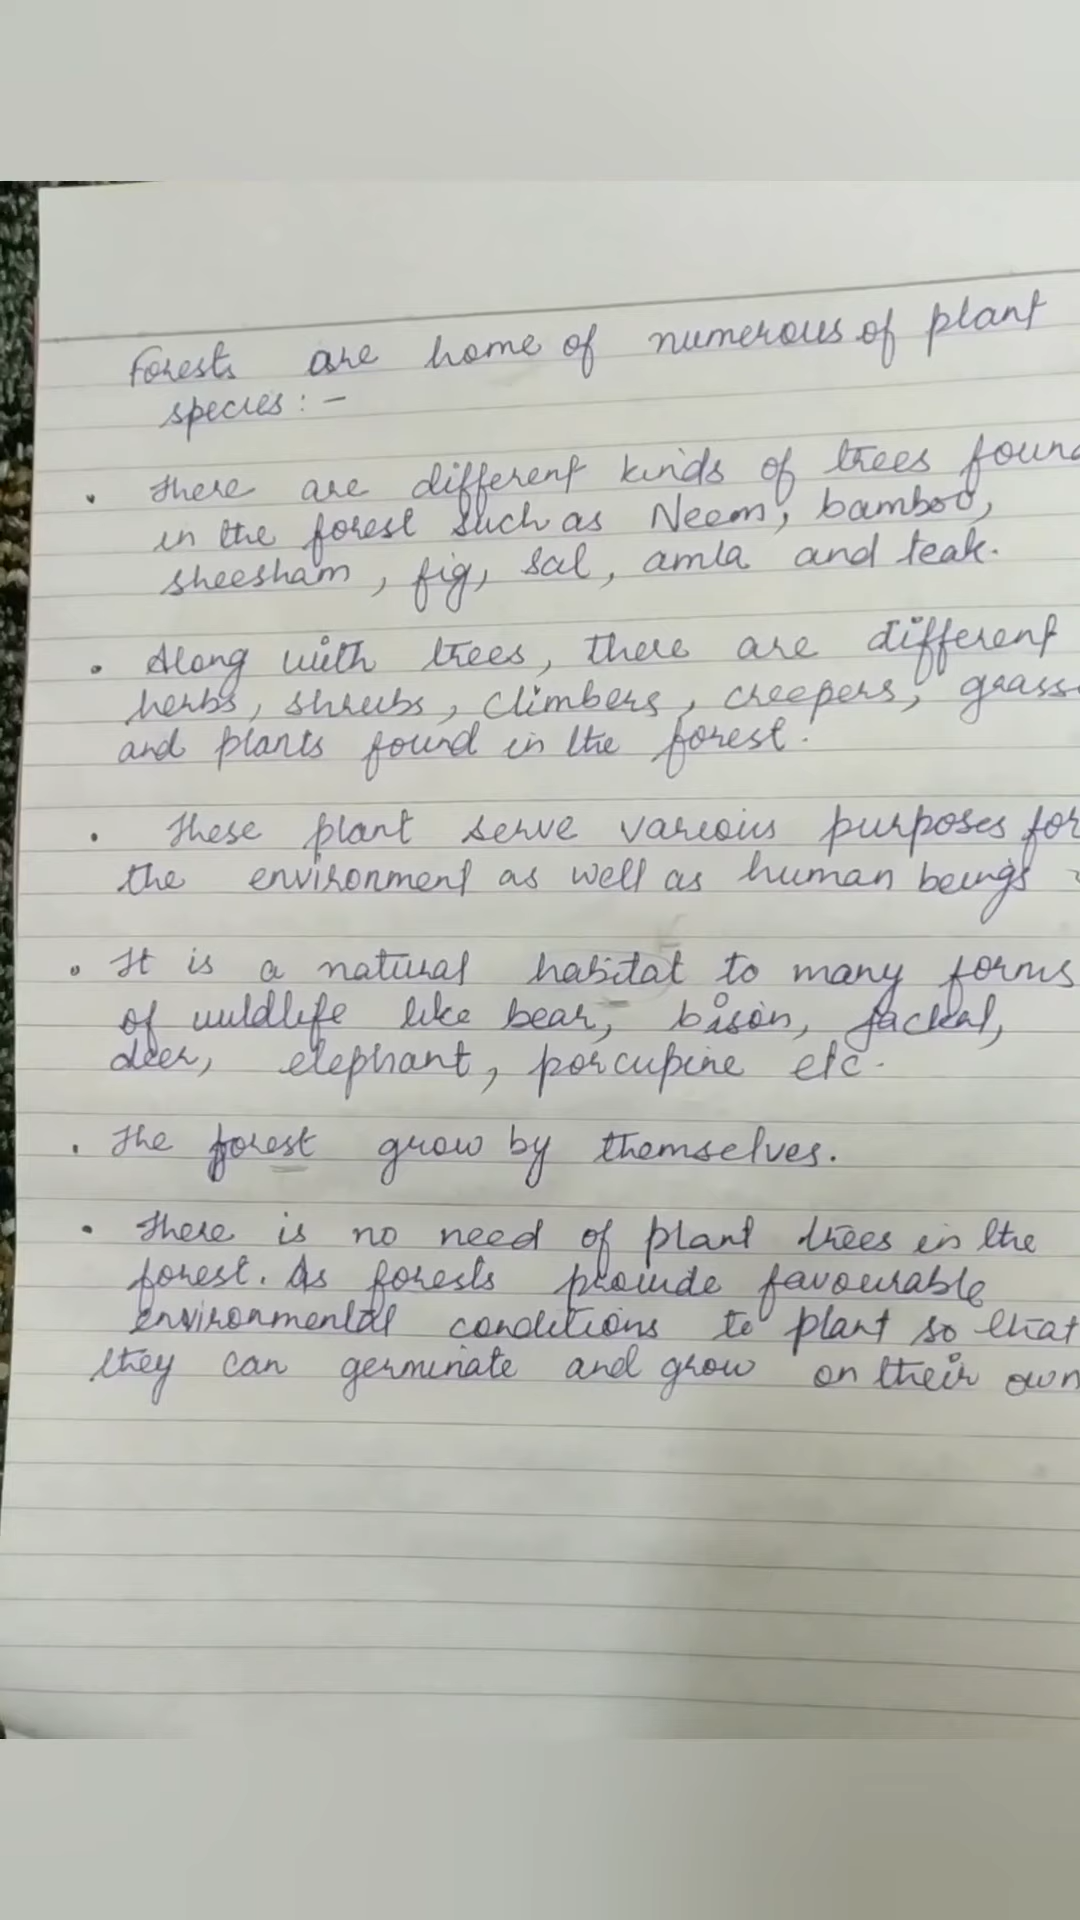 Forests are home of numerous of plant
species : -
. There are different kinds of trees found
in the forest such as Neem, bamboo,
sheesham, fig, sal, amla and teak.
. Along with trees, there are different
herbs, shrubs, climbers, creepers, grass
and plants found in the forest.
. These plant serve various purposes for
the environment as well as human beings
. It is a natural habitat to many forms
of wildlife like bear, bison, jackal,
deer, elephant, porcupine etc.
. The forest grow by themselves.
. There is no need of plant trees in the
forest. As forests provide favourable
environmental conditions to plant so that
they can germinate and grow on their own